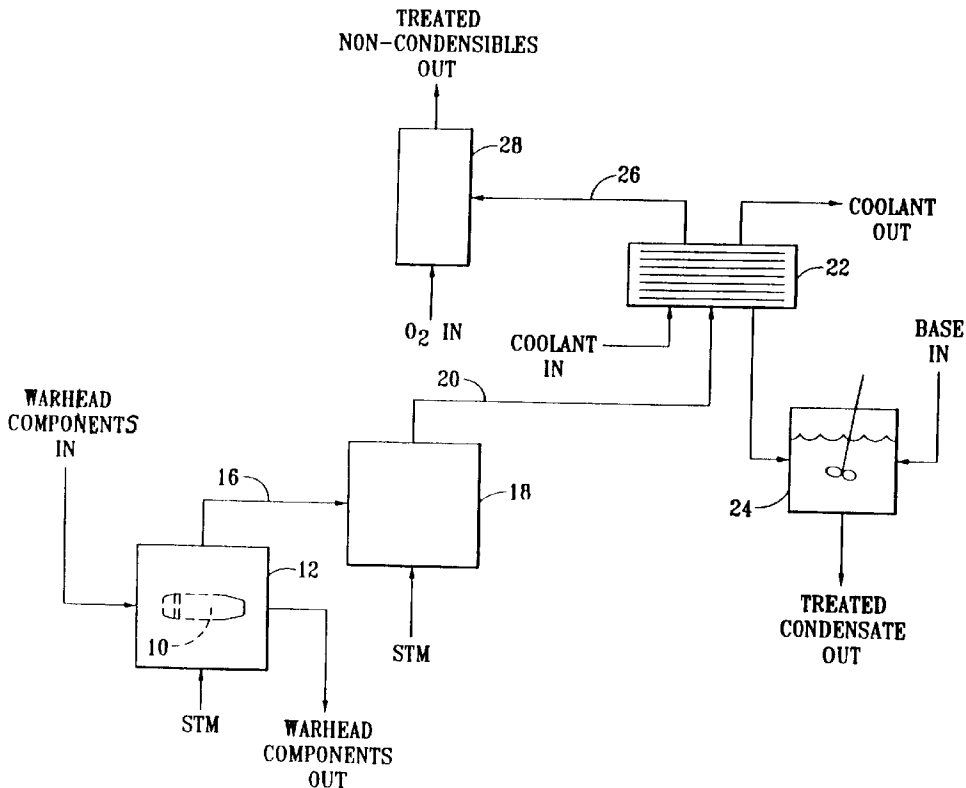 TREATED
NON-CONDENSIBLES
OUT
28
26
COOLANT
OUT
22
O2 IN
COOLANT
IN
BASE
IN
20
WARHEAD
COMPONENTS
IN
16
18
24
12
10
TREATED
CONDENSATE
OUT
STM
STM
WARHEAD
COMPONENTS
OUT